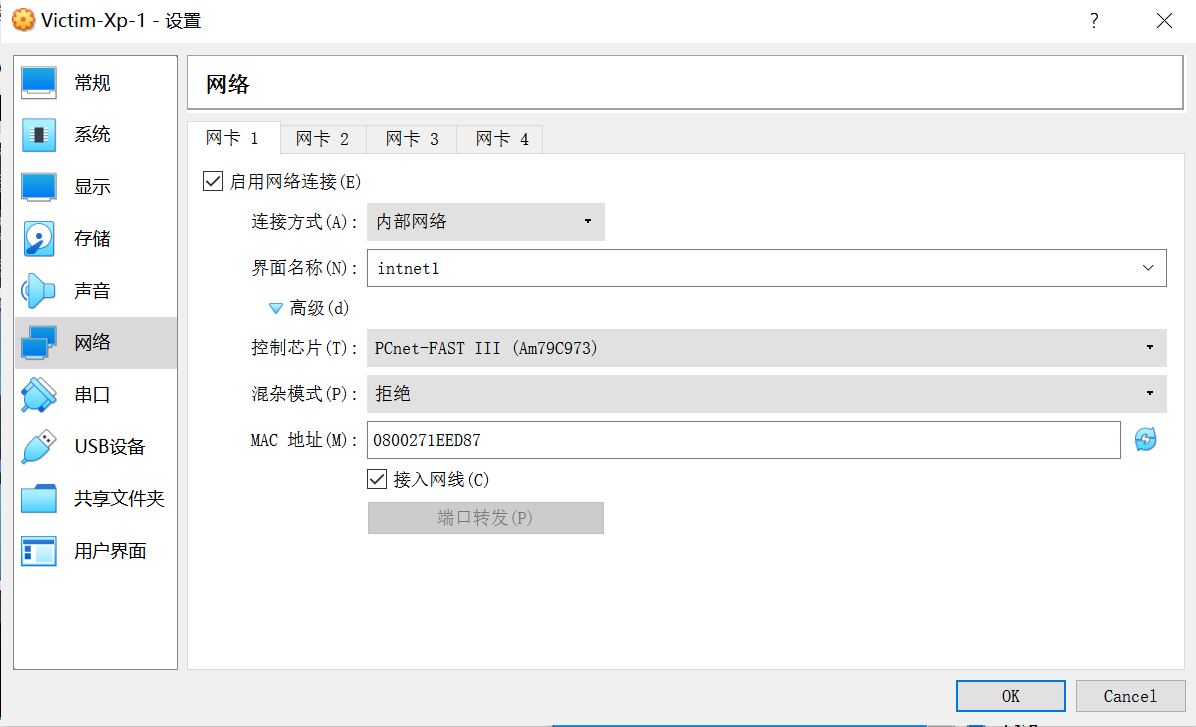 Victim-Xp-1 - 设置
?
常规
系统
显示
存储
声音
网络
串口
USB设备
共享文件夹
用户界面
网络
网卡 1 网卡 2 网卡 3 网卡 4
启用网络连接(E)
连接方式(A): 内部网络
界面名称(N): intnet1
高级(d)
控制芯片(T): PCnet-FAST III (Am79C973)
混杂模式(P): 拒绝
MAC 地址(M): 0800271EED87
接入网线(C)
端口转发(P)
OK Cancel